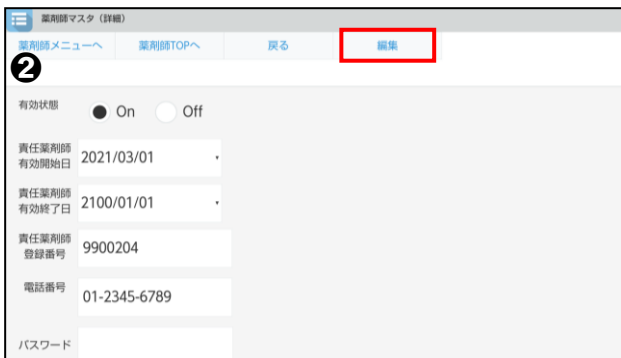 薬剤師マスタ（詳細）
薬剤師メニューへ 薬剤師TOPへ 戻る 編集
❷
有効状態 On Off
責任薬剤師
有効開始日 2021/03/01
責任薬剤師
有効終了日 2100/01/01
責任薬剤師
登録番号 9900204
電話番号 01-2345-6789
パスワード